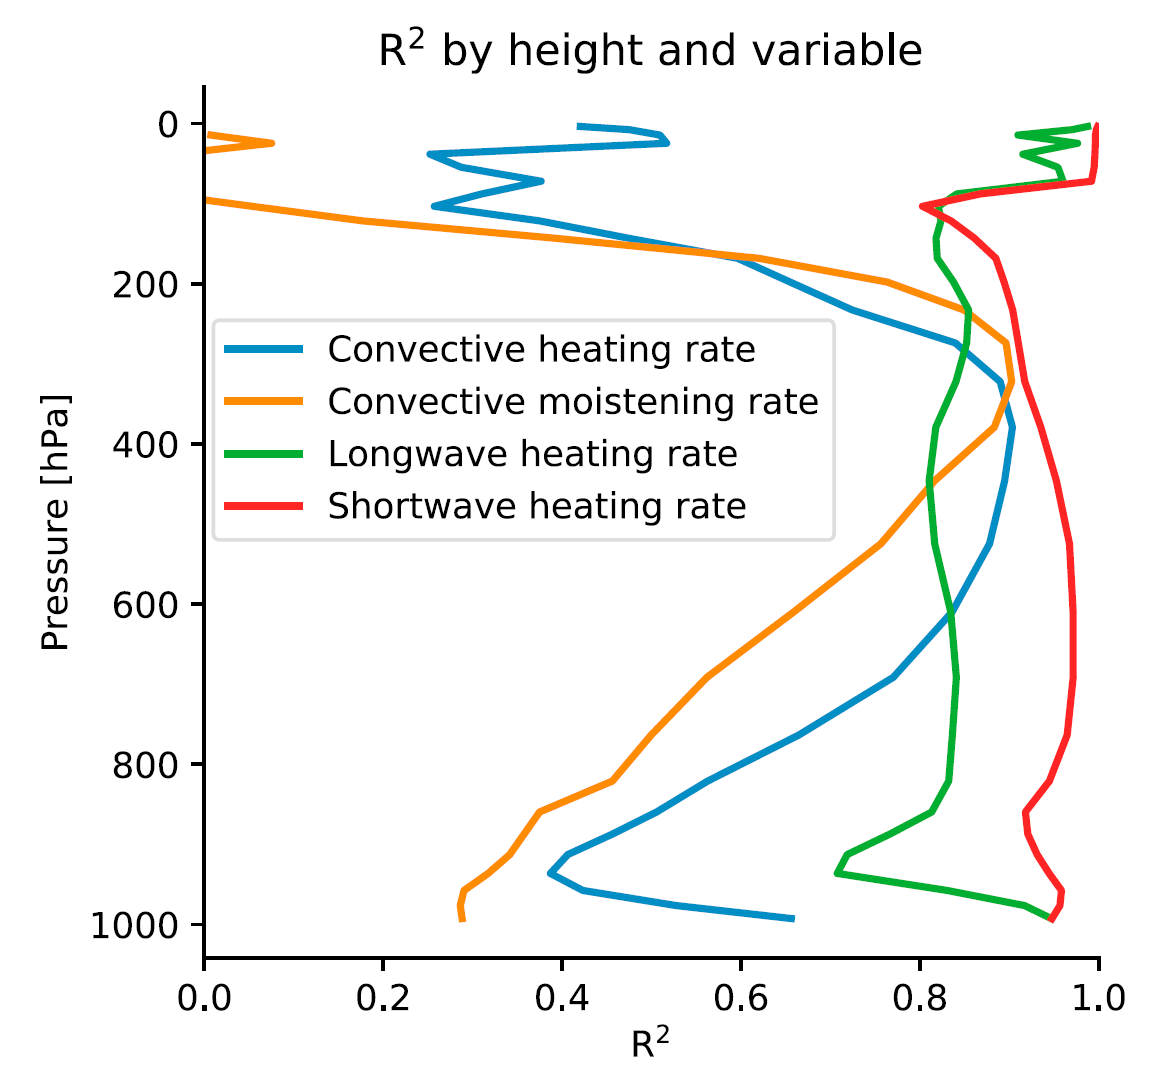 R² by height and variable
0
200
400
600
800
1000
Pressure [hPa]
Convective heating rate
Convective moistening rate
Longwave heating rate
Shortwave heating rate
0.0 0.2 0.4 0.6 0.8 1.0
R²